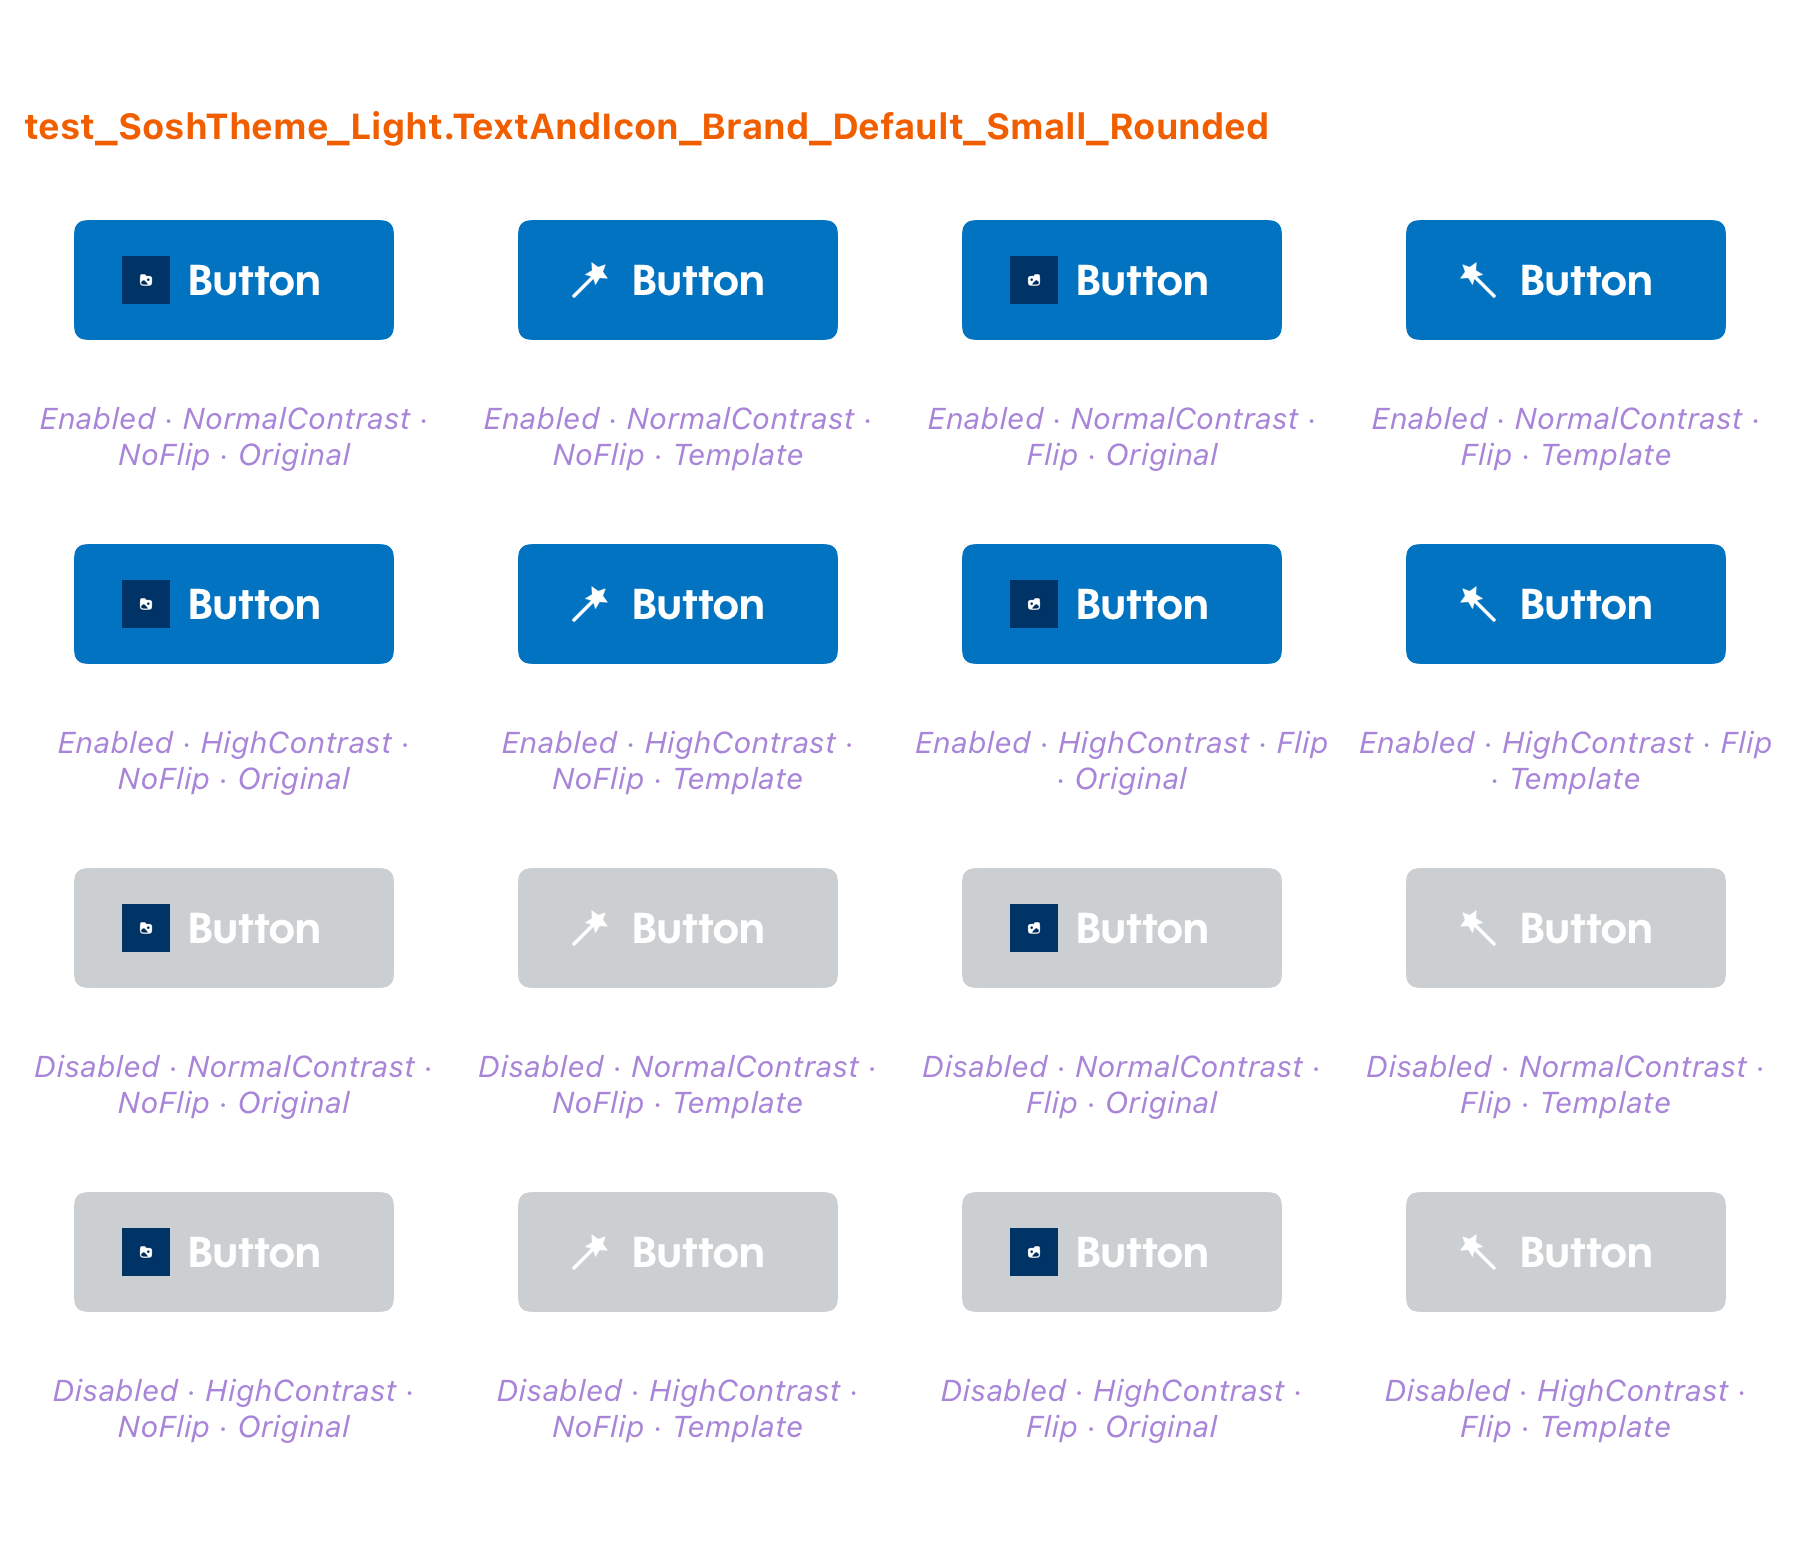 test_SoshTheme_Light.TextAndIcon_Brand_Default_Small_Rounded
Button
Button
Button
Button
Enabled · NormalContrast ·
NoFlip · Original
Enabled · NormalContrast ·
NoFlip · Template
Enabled · NormalContrast ·
Flip · Original
Enabled · NormalContrast ·
Flip · Template
Button
Button
Button
Button
Enabled · HighContrast ·
NoFlip · Original
Enabled · HighContrast ·
NoFlip · Template
Enabled · HighContrast · Flip
· Original
Enabled · HighContrast · Flip
· Template
Button
Button
Button
Button
Disabled · NormalContrast ·
NoFlip · Original
Disabled · NormalContrast ·
NoFlip · Template
Disabled · NormalContrast ·
Flip · Original
Disabled · NormalContrast ·
Flip · Template
Button
Button
Button
Button
Disabled · HighContrast ·
NoFlip · Original
Disabled · HighContrast ·
NoFlip · Template
Disabled · HighContrast ·
Flip · Original
Disabled · HighContrast ·
Flip · Template